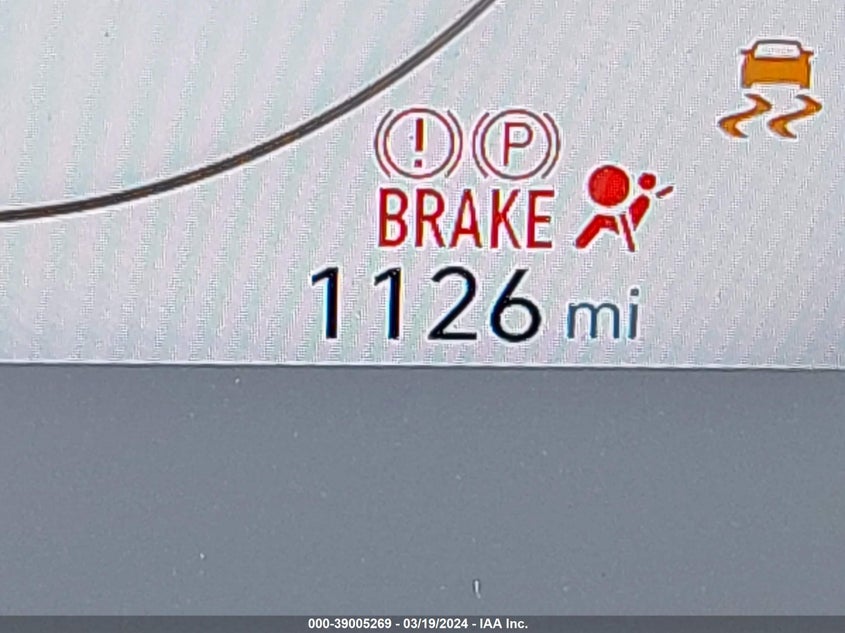 ! P
BRAKE
1126 mi
000-39005269 - 03/19/2024 - IAA Inc.